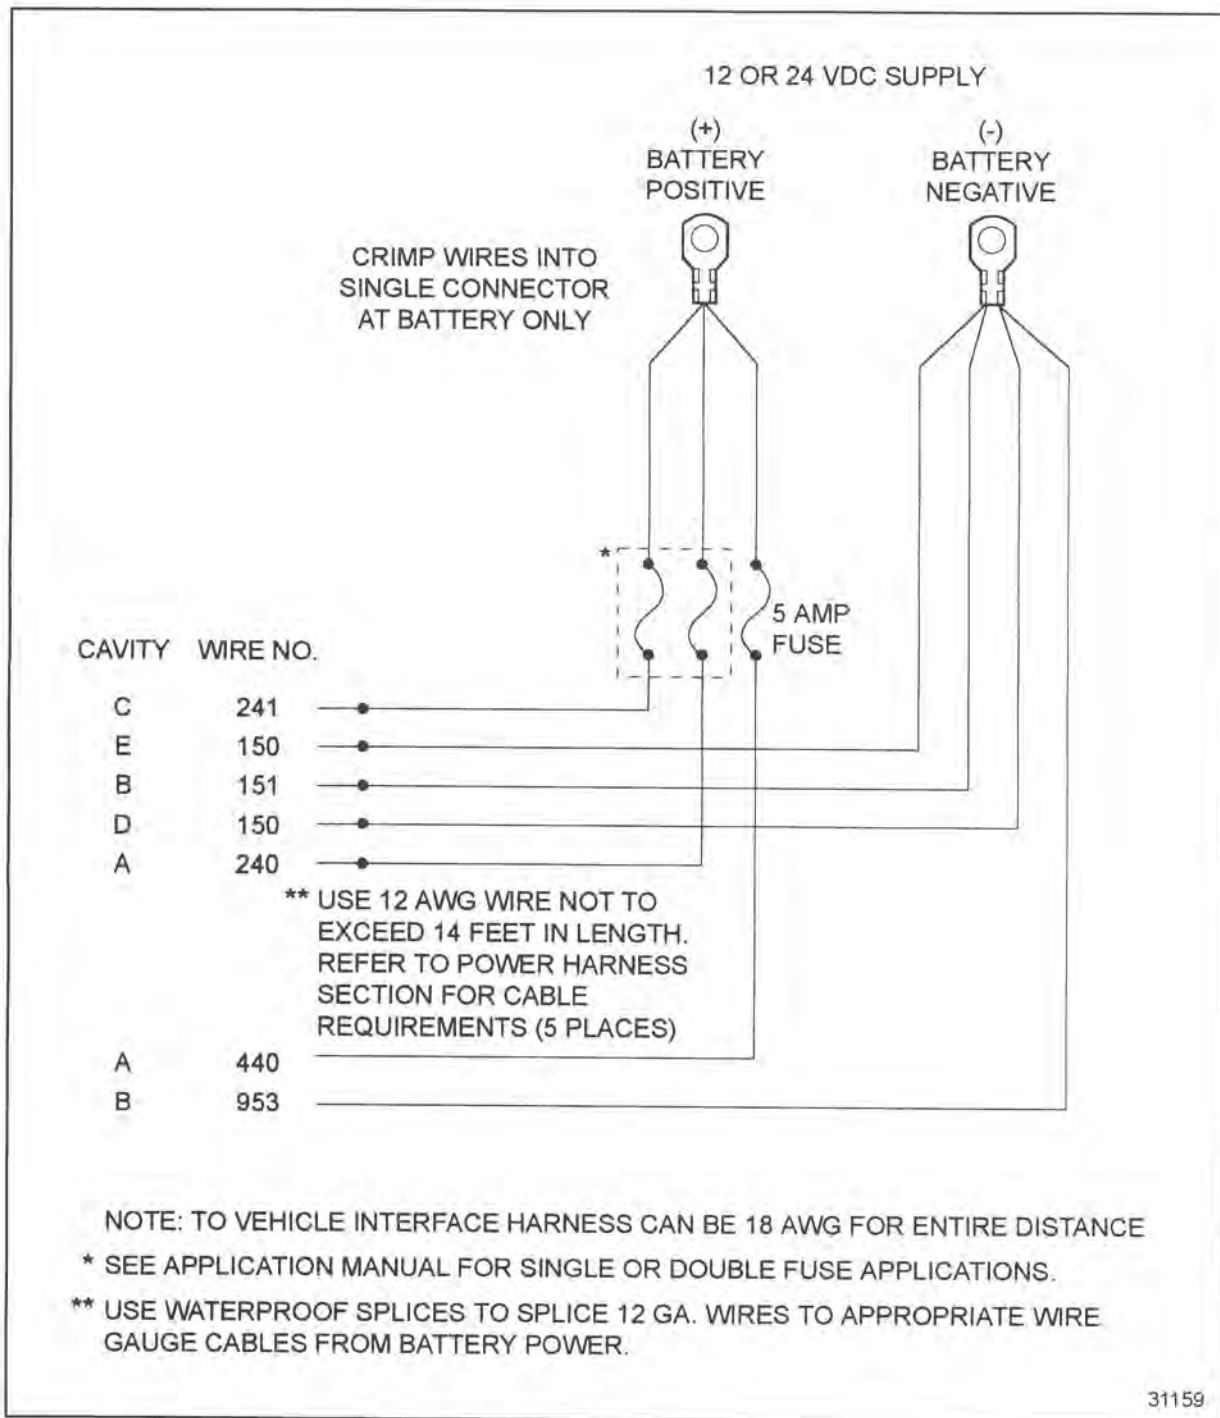 12 OR 24 VDC SUPPLY
(+)
BATTERY
POSITIVE
(-)
BATTERY
NEGATIVE
CRIMP WIRES INTO
SINGLE CONNECTOR
AT BATTERY ONLY
*
5 AMP
FUSE
CAVITY WIRE NO.
C 241
E 150
B 151
D 150
A 240
** USE 12 AWG WIRE NOT TO
EXCEED 14 FEET IN LENGTH.
REFER TO POWER HARNESS
SECTION FOR CABLE
REQUIREMENTS (5 PLACES)
A 440
B 953
NOTE: TO VEHICLE INTERFACE HARNESS CAN BE 18 AWG FOR ENTIRE DISTANCE
* SEE APPLICATION MANUAL FOR SINGLE OR DOUBLE FUSE APPLICATIONS.
** USE WATERPROOF SPLICES TO SPLICE 12 GA. WIRES TO APPROPRIATE WIRE
GAUGE CABLES FROM BATTERY POWER.
31159